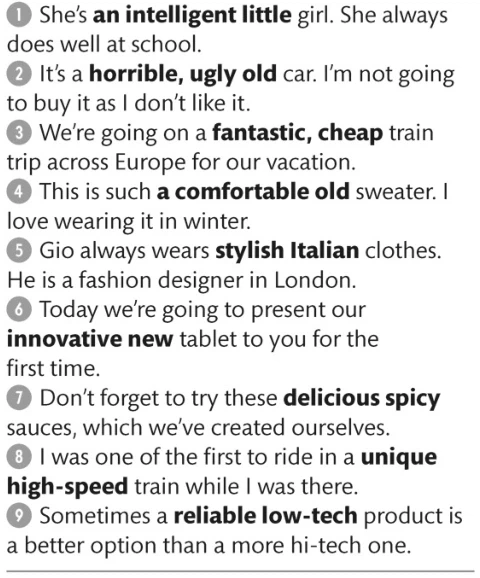 1 She's an intelligent little girl. She always
does well at school.
2 It's a horrible, ugly old car. I'm not going
to buy it as I don't like it.
3 We're going on a fantastic, cheap train
trip across Europe for our vacation.
4 This is such a comfortable old sweater. I
love wearing it in winter.
5 Gio always wears stylish Italian clothes.
He is a fashion designer in London.
6 Today we're going to present our
innovative new tablet to you for the
first time.
7 Don't forget to try these delicious spicy
sauces, which we've created ourselves.
8 I was one of the first to ride in a unique
high-speed train while I was there.
9 Sometimes a reliable low-tech product is
a better option than a more hi-tech one.